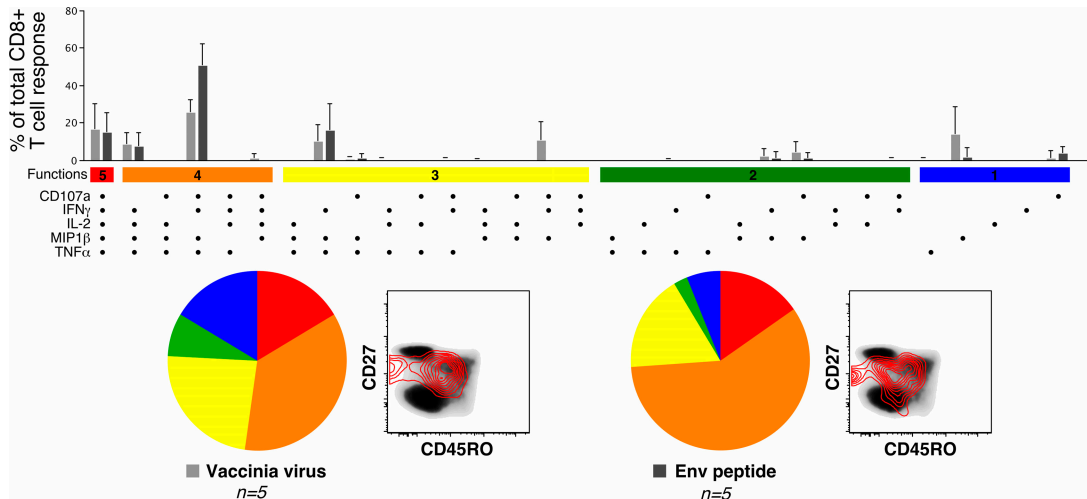 % of total CD8+
T cell response
80
60
40
20
0
Functions 5 4 3 2 1
CD107a
IFNγ
IL-2
MIP1β
TNFα
CD27
CD45RO
CD27
CD45RO
Vaccinia virus
n=5
Env peptide
n=5